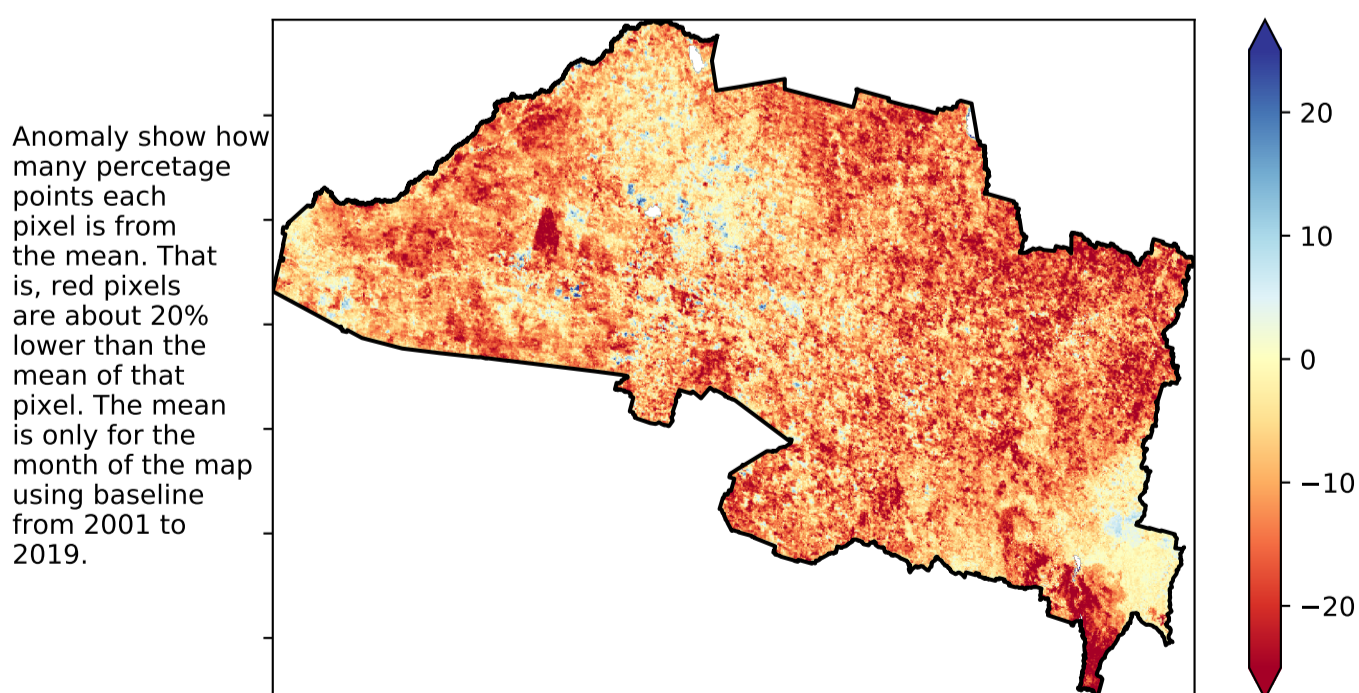 Anomaly show how
many percetage
points each
pixel is from
the mean. That
is, red pixels
are about 20%
lower than the
mean of that
pixel. The mean
is only for the
month of the map
using baseline
from 2001 to
2019.
20
10
0
−10
−20